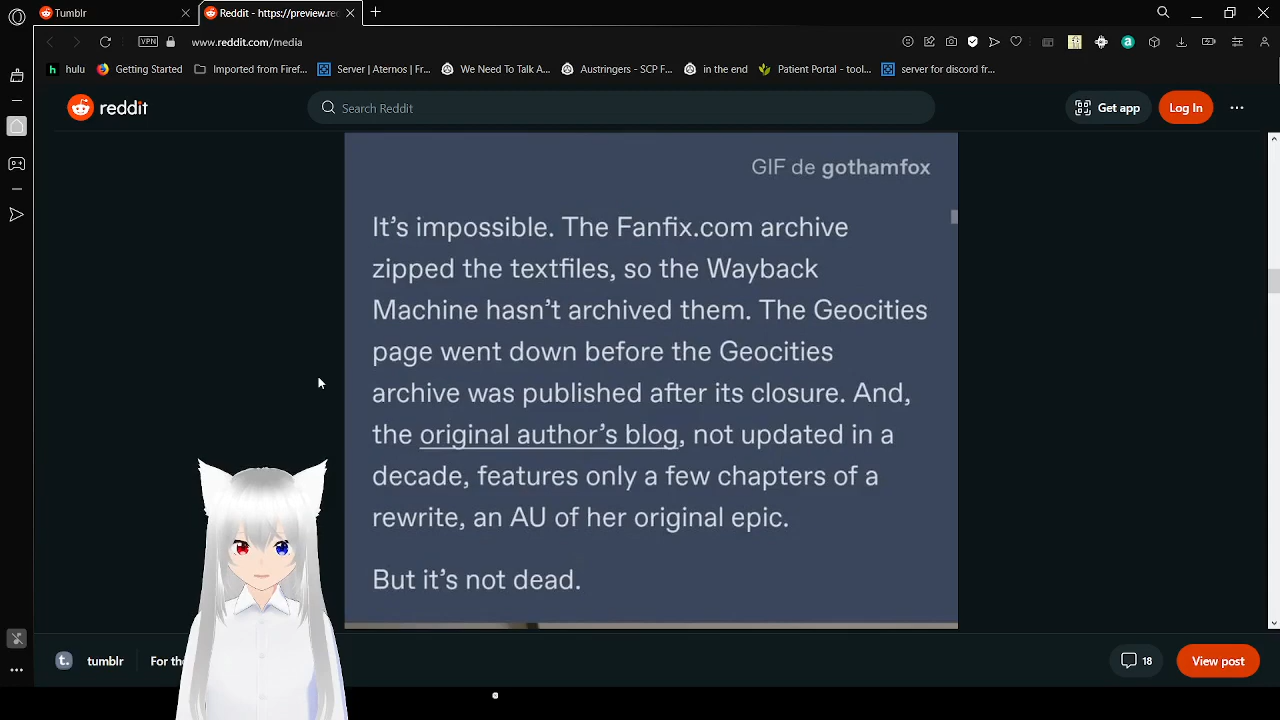 Tumblr
Reddit - https://preview.red
VPN
www.reddit.com/media
hulu
Getting Started
Imported from Firef...
Server | Aternos | Fr...
We Need To Talk A...
Austringers - SCP F...
in the end
Patient Portal - tool...
server for discord fr...
reddit
Search Reddit
Get app
Log In
GIF de gothamfox
It's impossible. The Fanfix.com archive
zipped the textfiles, so the Wayback
Machine hasn't archived them. The Geocities
page went down before the Geocities
archive was published after its closure. And,
the original author's blog, not updated in a
decade, features only a few chapters of a
rewrite, an AU of her original epic.
But it's not dead.
t.
tumblr
For the
18
View post